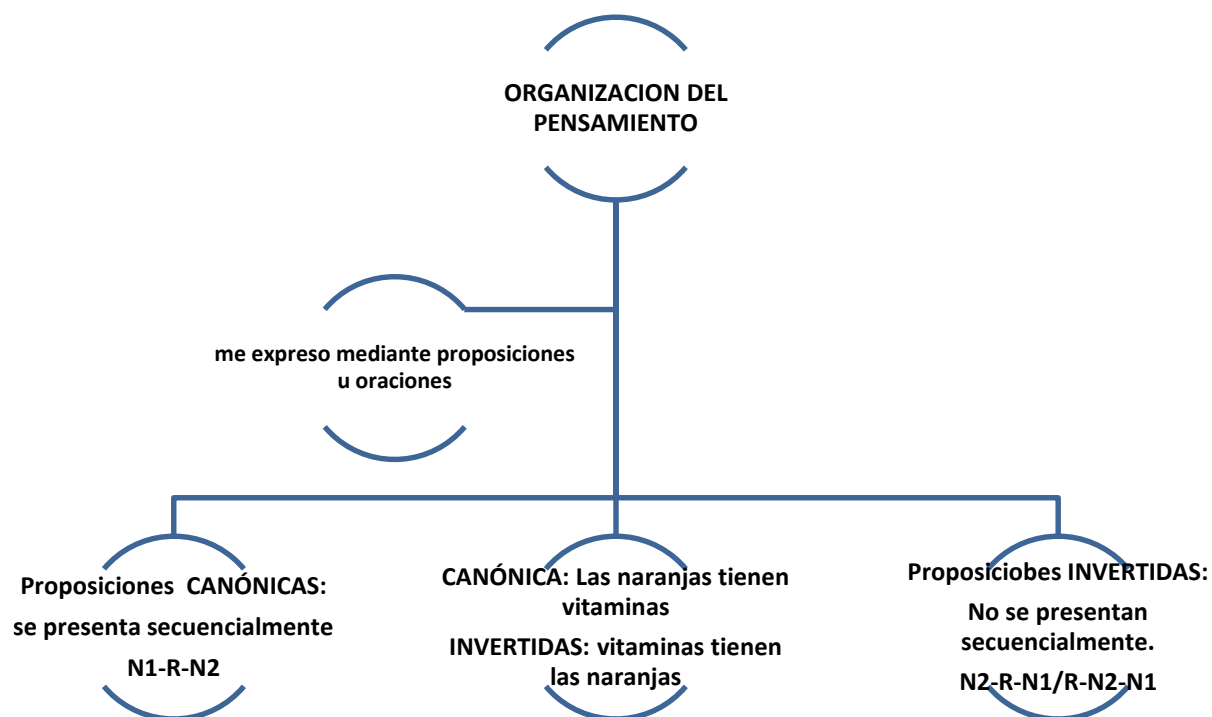 ORGANIZACION DEL
PENSAMIENTO
me expreso mediante proposiciones
u oraciones
Proposiciones CANÓNICAS:
se presenta secuencialmente
N1-R-N2
CANÓNICA: Las naranjas tienen
vitaminas
INVERTIDAS: vitaminas tienen
las naranjas
Proposiciobes INVERTIDAS:
No se presentan
secuencialmente.
N2-R-N1/R-N2-N1